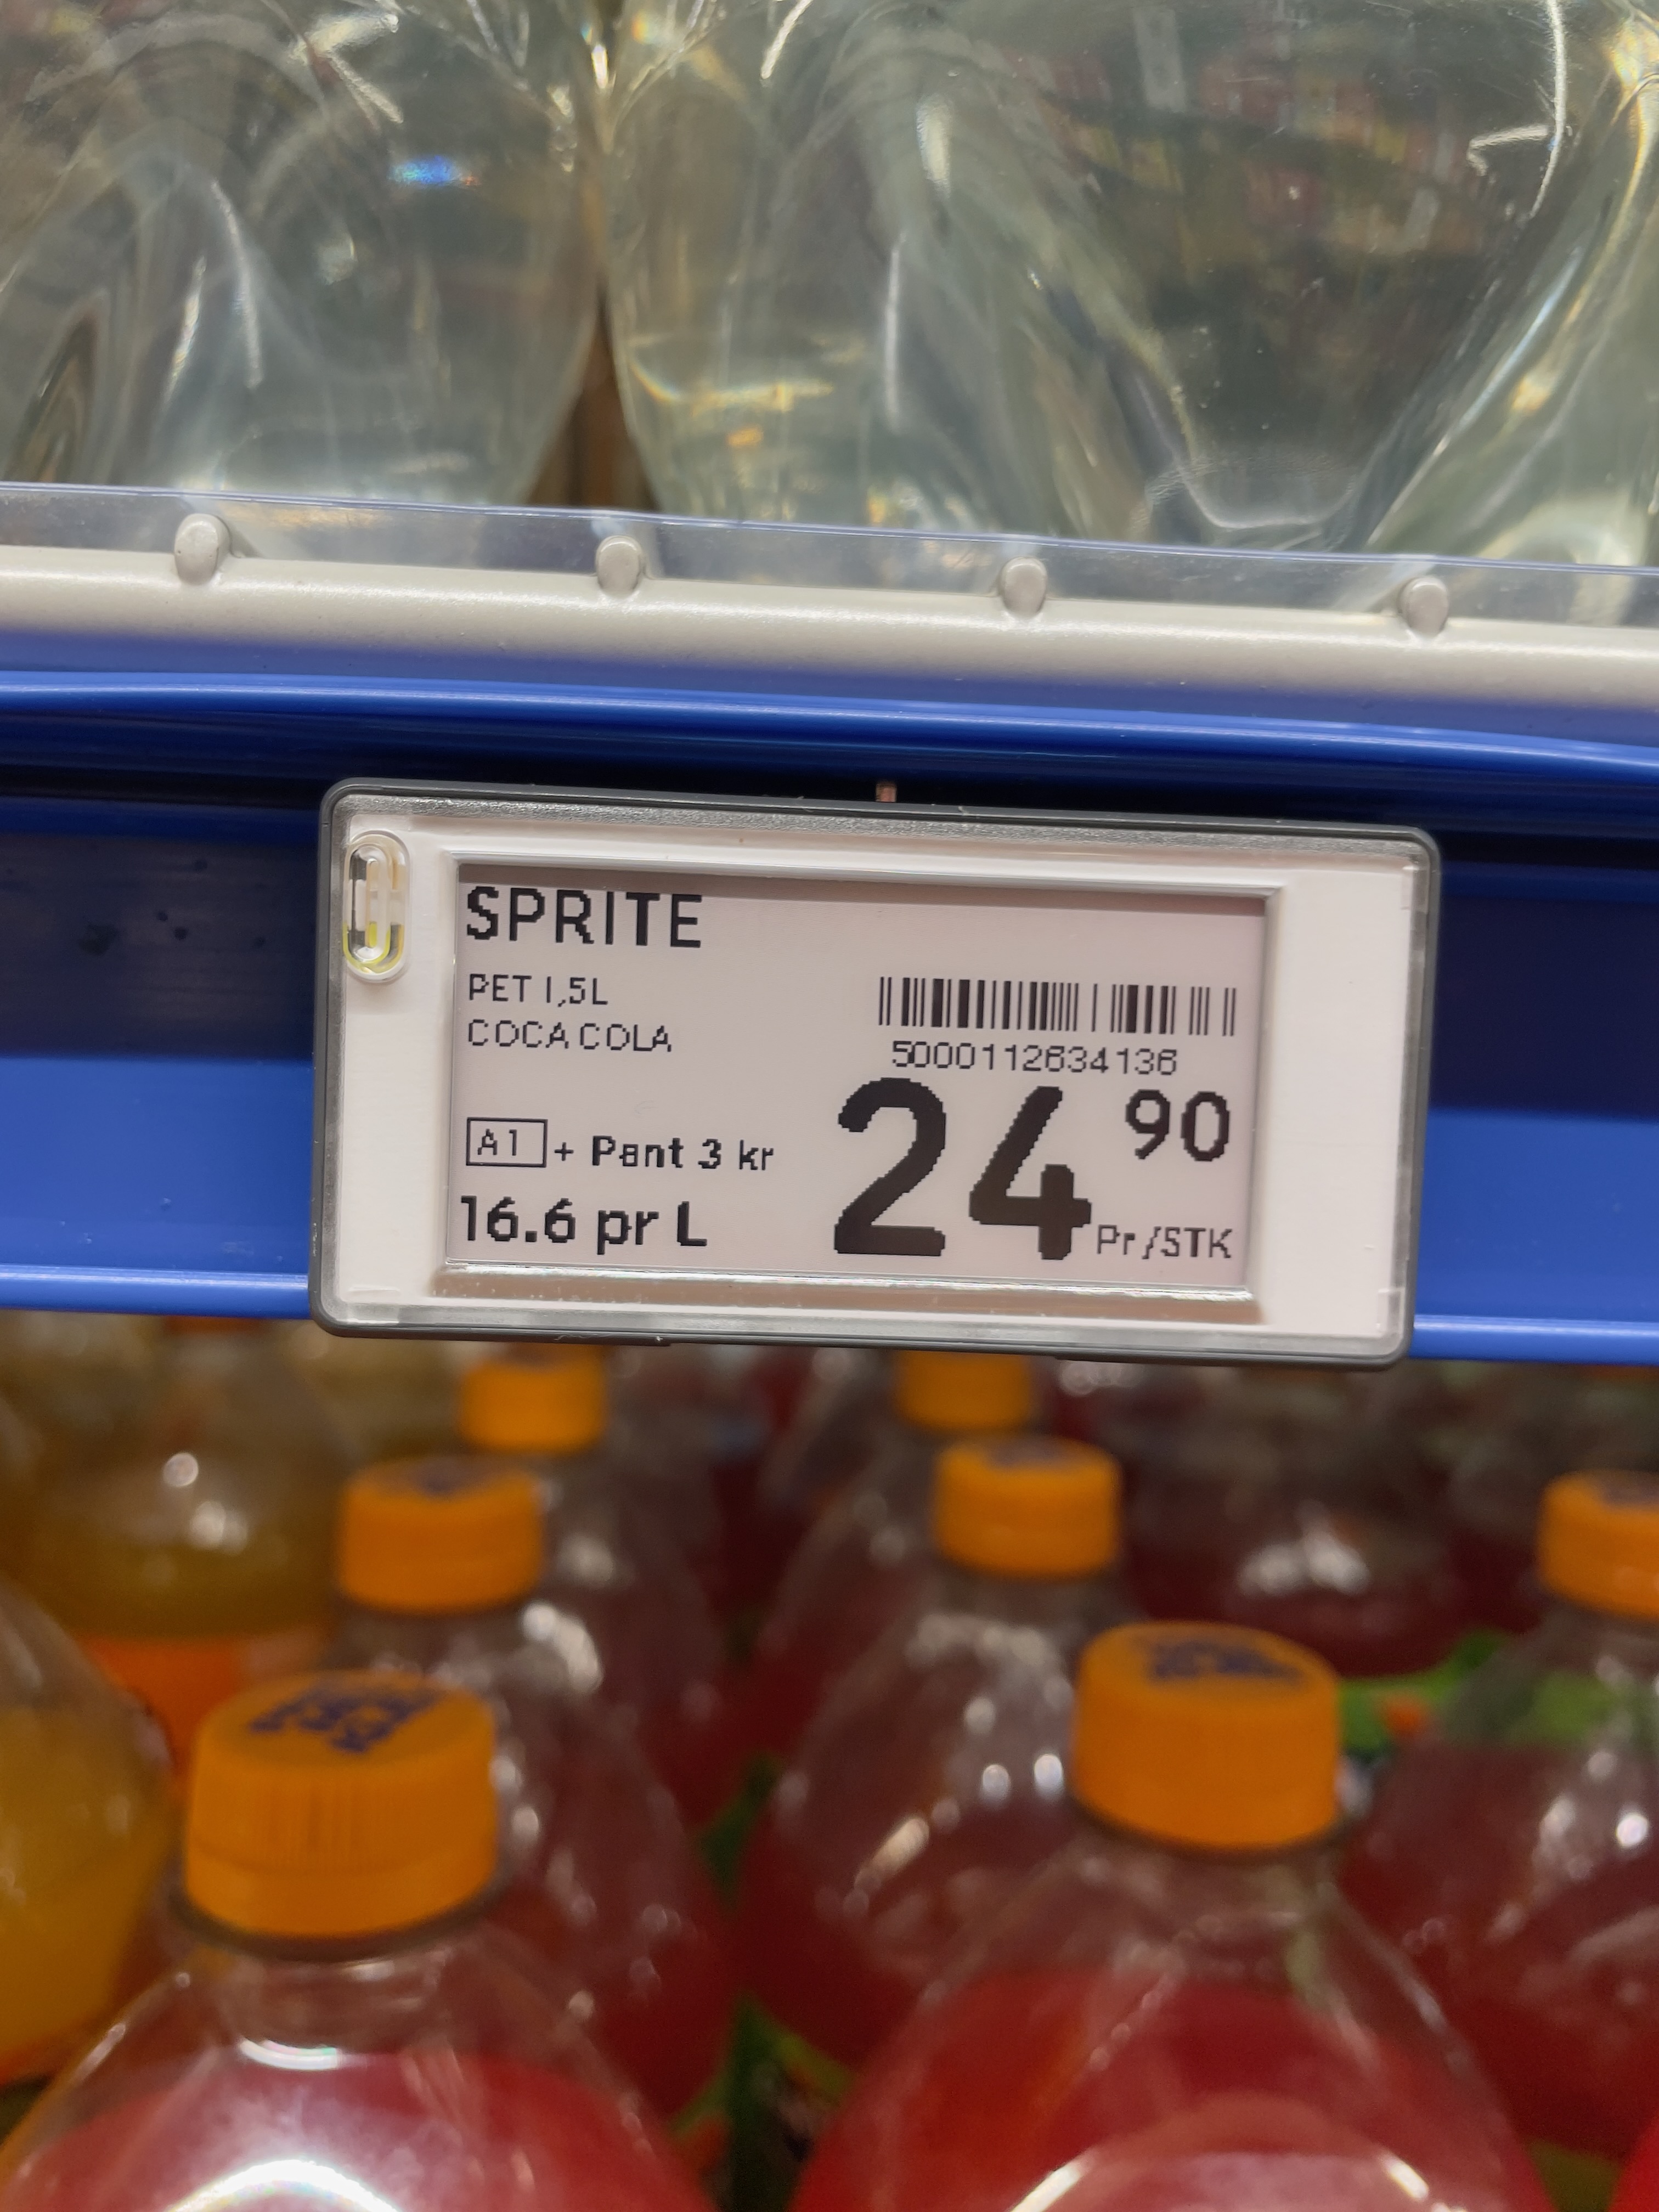 SPRITE
PET 1,5L
COCA COLA
5000112634136
24 90
A1 + Pant 3 kr
16.6 pr L
Pr/STK